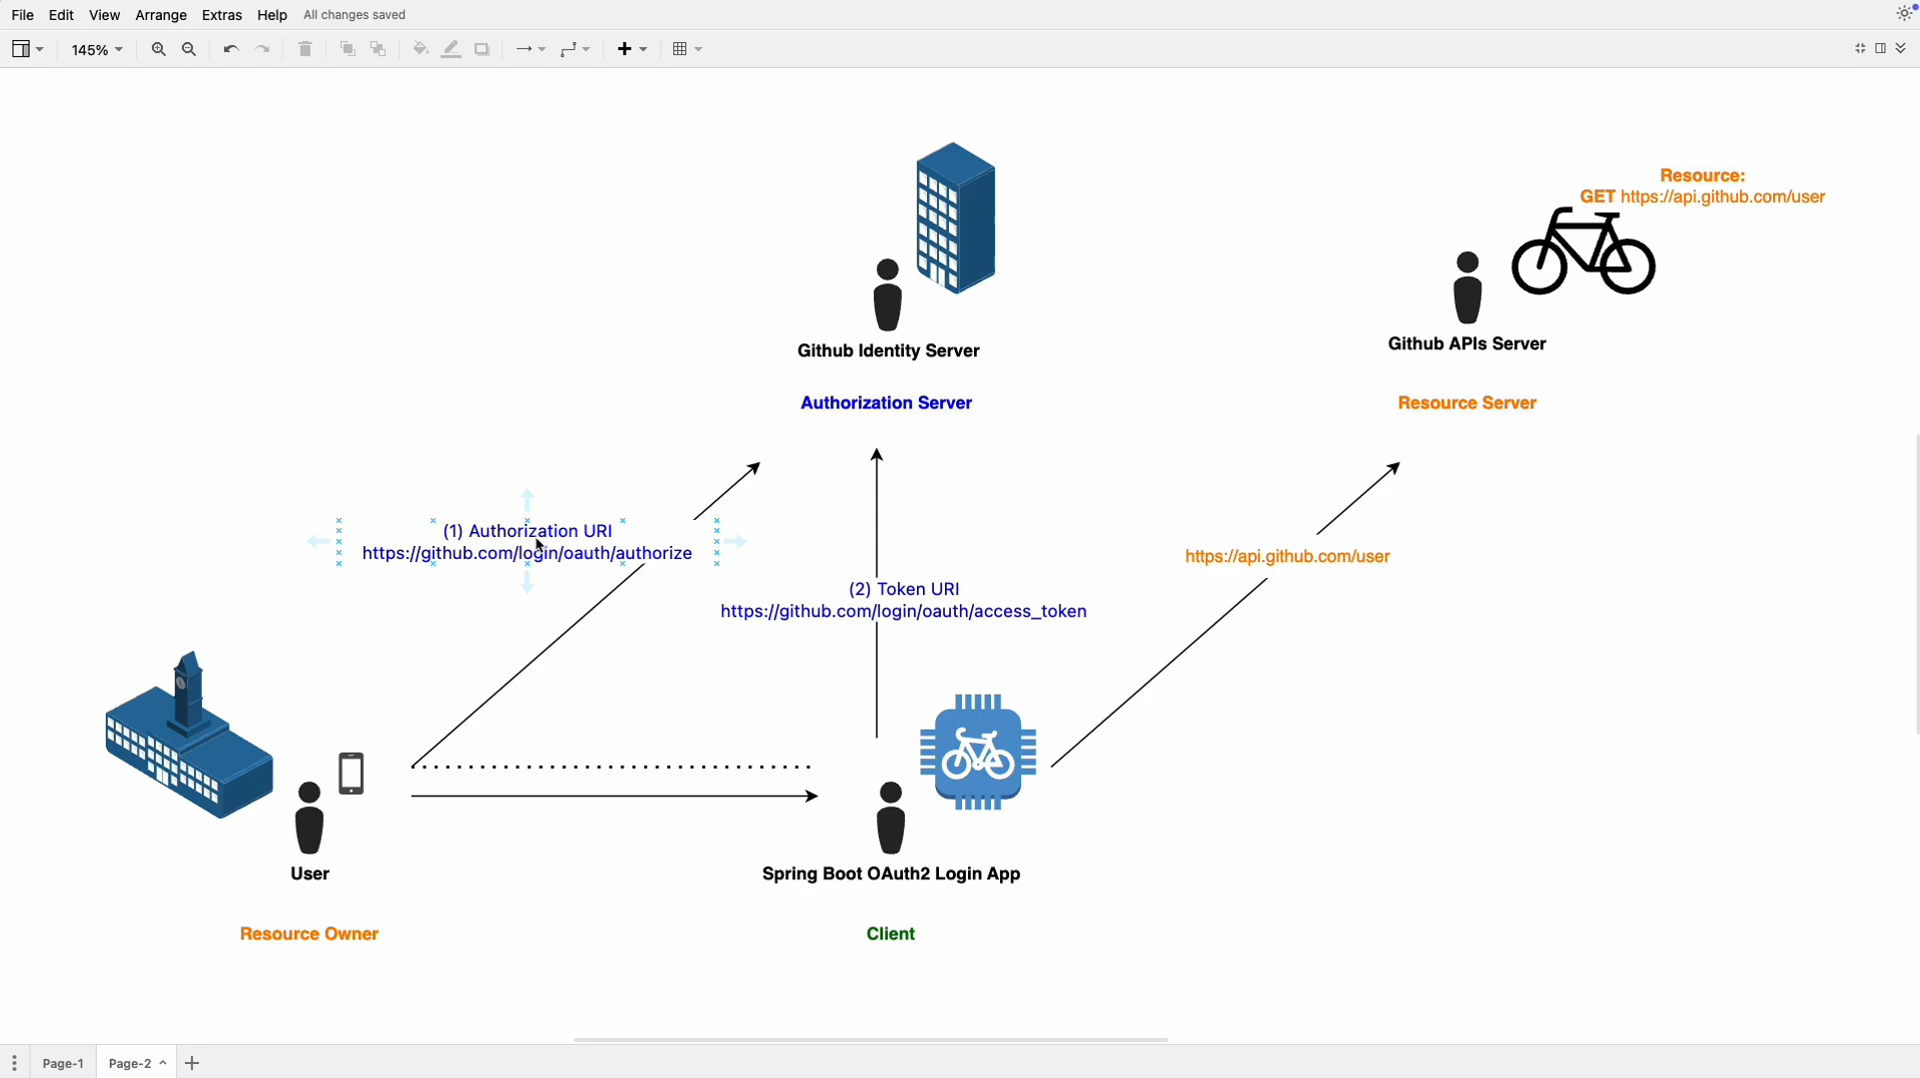 File Edit View Arrange Extras Help All changes saved
145%
Resource:
GET https://api.github.com/user
Github Identity Server
Github APIs Server
Authorization Server
Resource Server
(1) Authorization URI
https://github.com/login/oauth/authorize
https://api.github.com/user
(2) Token URI
https://github.com/login/oauth/access_token
User
Spring Boot OAuth2 Login App
Resource Owner
Client
Page-1 Page-2